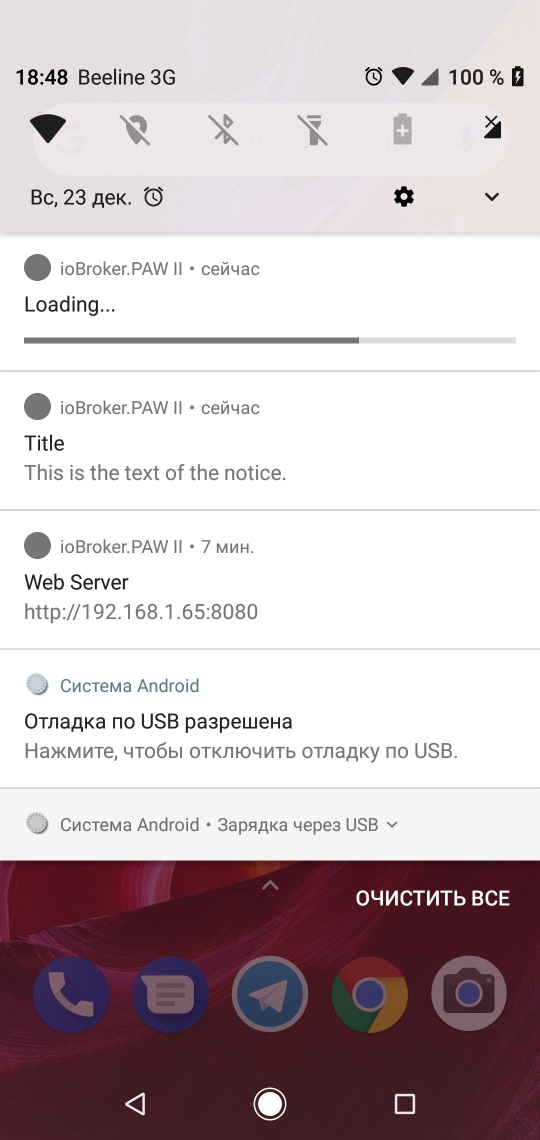 18:48 Beeline 3G 100 %
Вс, 23 дек.
ioBroker.PAW II • сейчас
Loading...
ioBroker.PAW II • сейчас
Title
This is the text of the notice.
ioBroker.PAW II • 7 мин.
Web Server
http://192.168.1.65:8080
Система Android
Отладка по USB разрешена
Нажмите, чтобы отключить отладку по USB.
Система Android • Зарядка через USB
ОЧИСТИТЬ ВСЕ